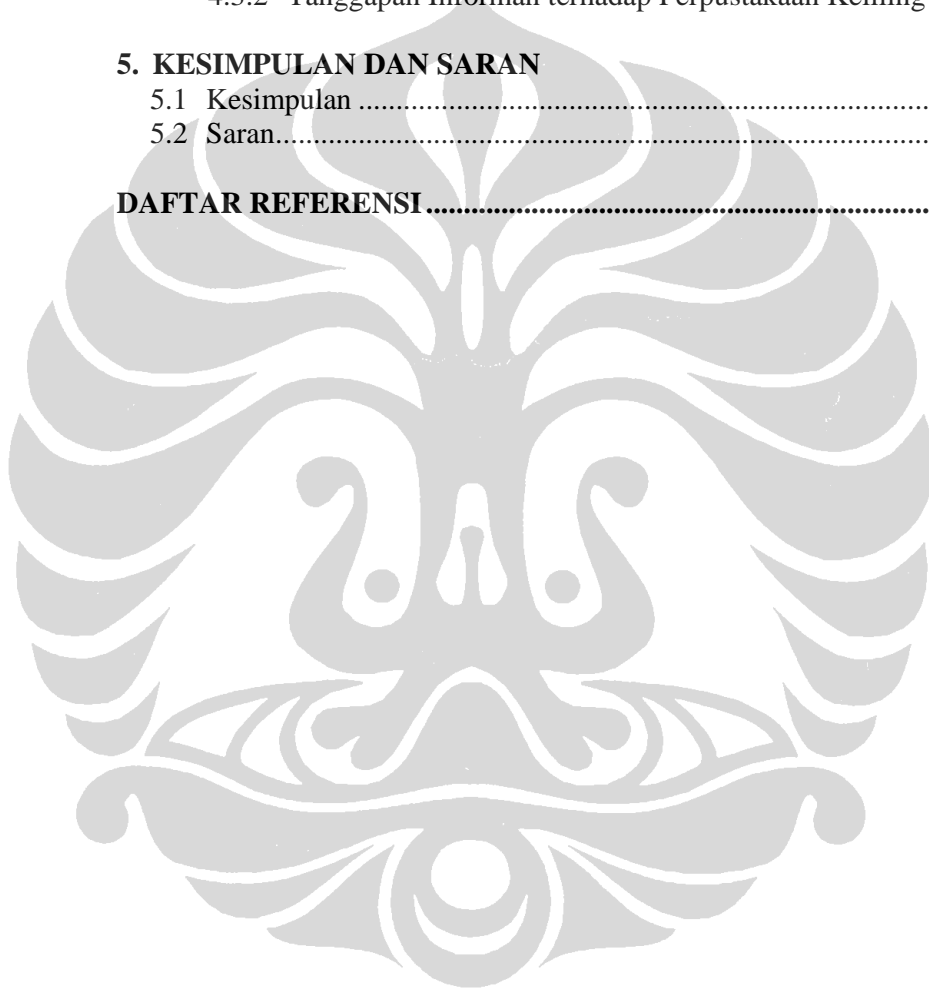 4.3.2 Tanggapan Informan terhadap Perpustakaan Keliling
5. KESIMPULAN DAN SARAN
5.1 Kesimpulan ..............................................................................
5.2 Saran.........................................................................................
DAFTAR REFERENSI....................................................................